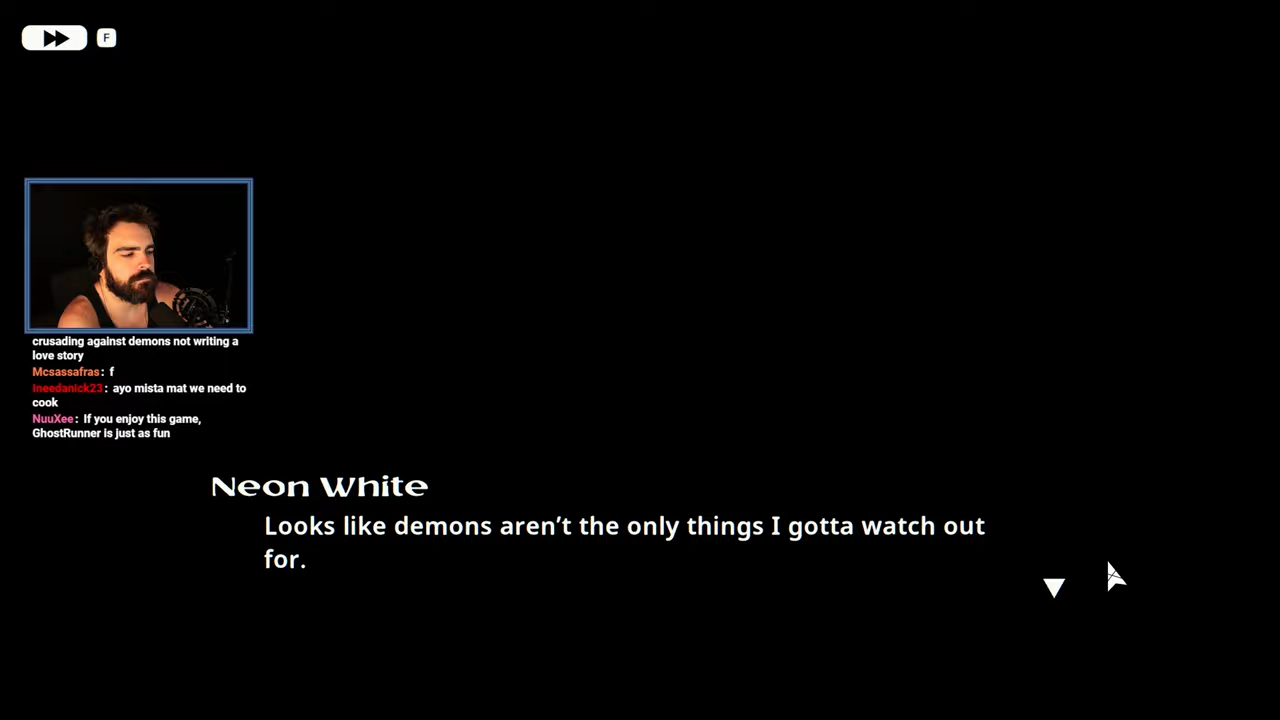 F
crusading against demons not writing a
love story
Mcsassafras: f
Ineedanick23: ayo mista mat we need to
cook
NuuXee: If you enjoy this game,
GhostRunner is just as fun
Neon White
Looks like demons aren’t the only things I gotta watch out
for.